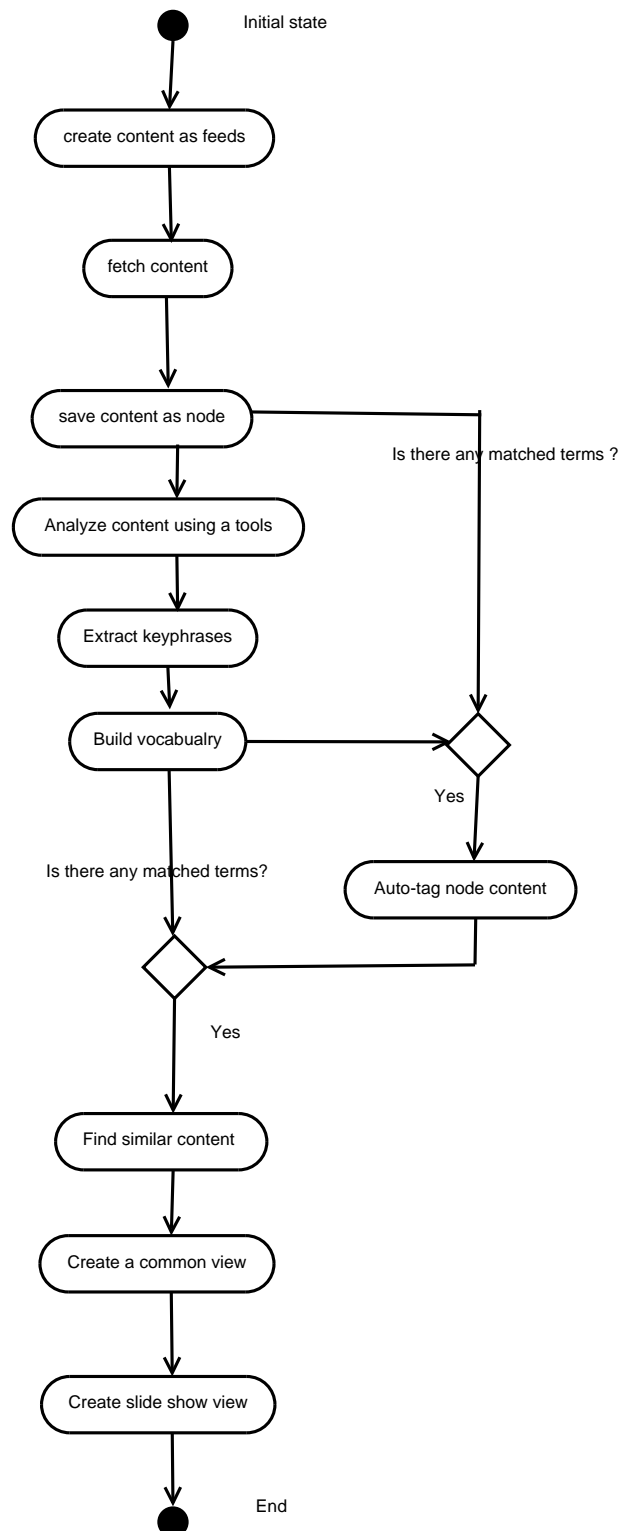 Initial state
create content as feeds
fetch content
save content as node
Is there any matched terms ?
Analyze content using a tools
Extract keyphrases
Build vocabualry
Yes
Is there any matched terms?
Auto-tag node content
Yes
Find similar content
Create a common view
Create slide show view
End